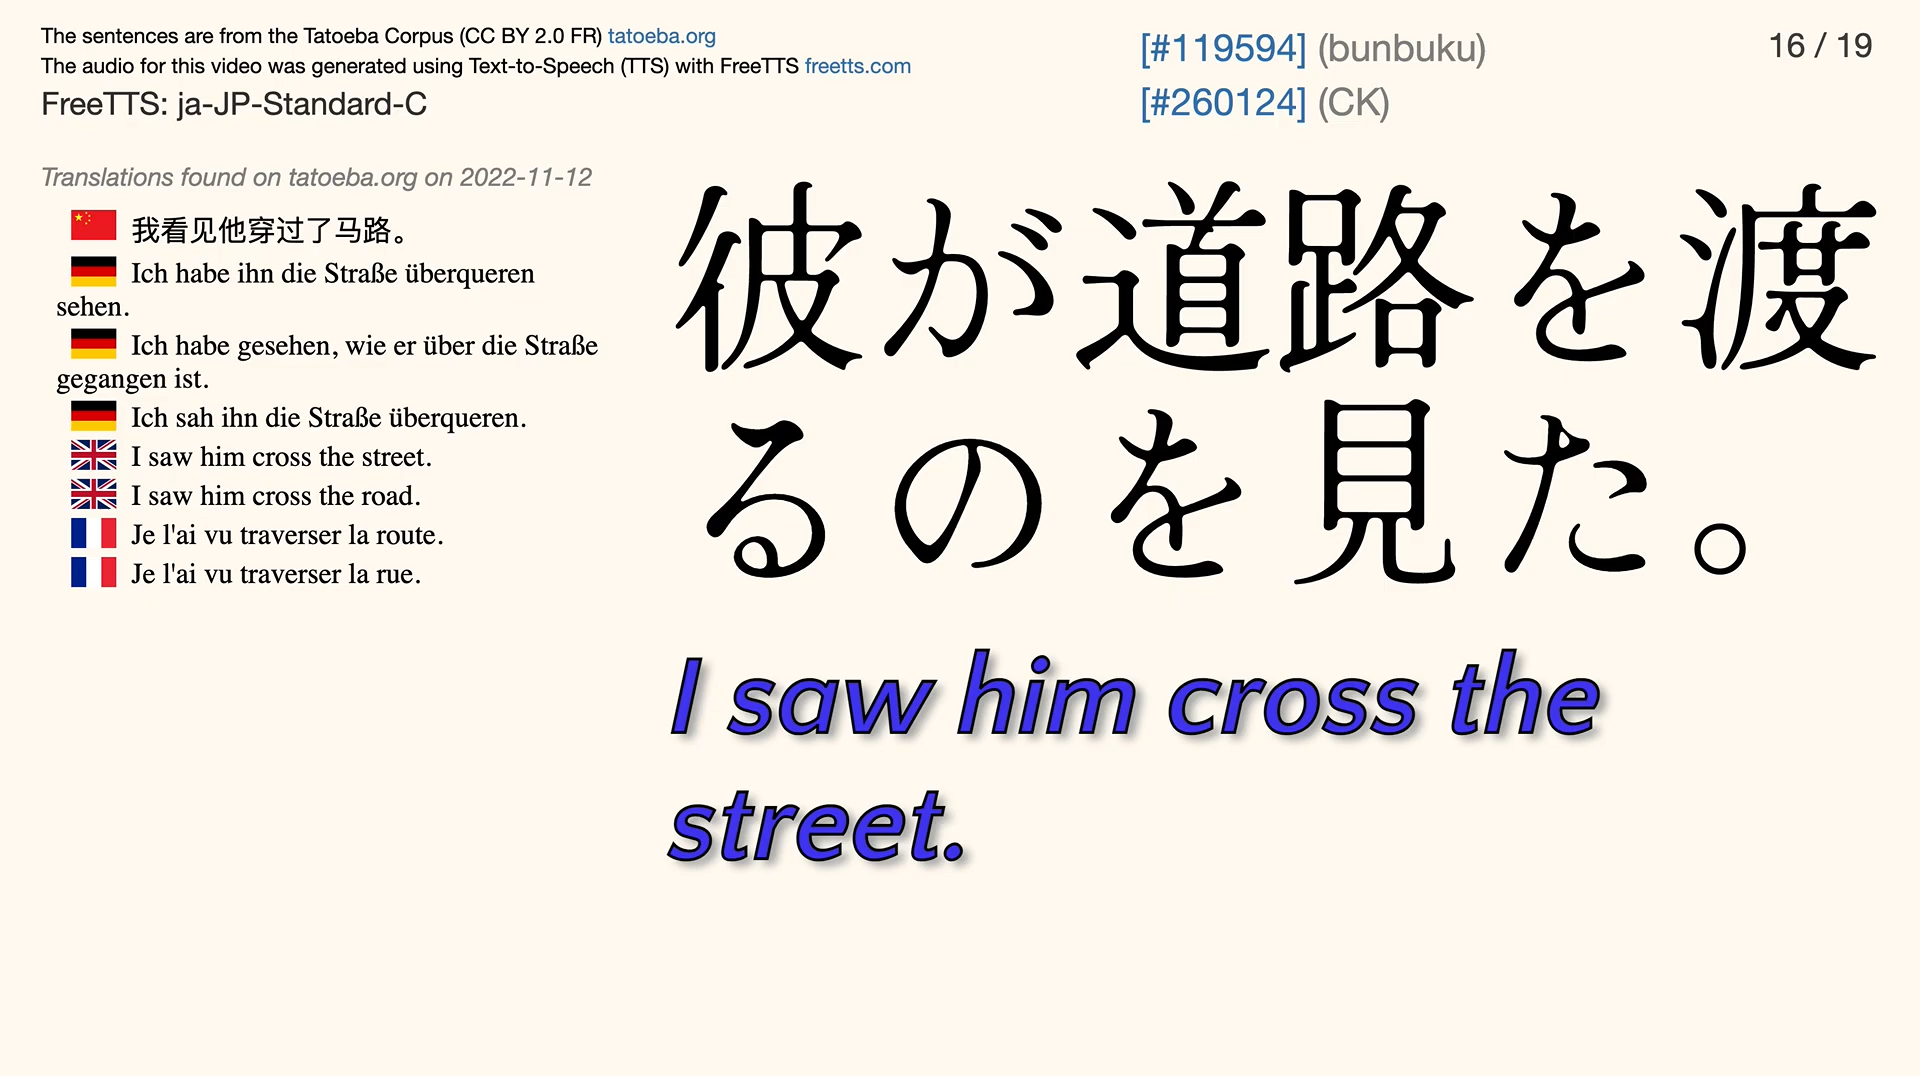 The sentences are from the Tatoeba Corpus (CC BY 2.0 FR) tatoeba.org
The audio for this video was generated using Text-to-Speech (TTS) with FreeTTS freetts.com
FreeTTS: ja-JP-Standard-C
[#119594] (bunbuku)
[#260124] (CK)
16 / 19
Translations found on tatoeba.org on 2022-11-12
我看见他穿过了马路。
Ich habe ihn die Straße überqueren
sehen.
Ich habe gesehen, wie er über die Straße
gegangen ist.
Ich sah ihn die Straße überqueren.
I saw him cross the street.
I saw him cross the road.
Je l'ai vu traverser la route.
Je l'ai vu traverser la rue.
彼が道路を渡
るのを見た。
I saw him cross the
street.